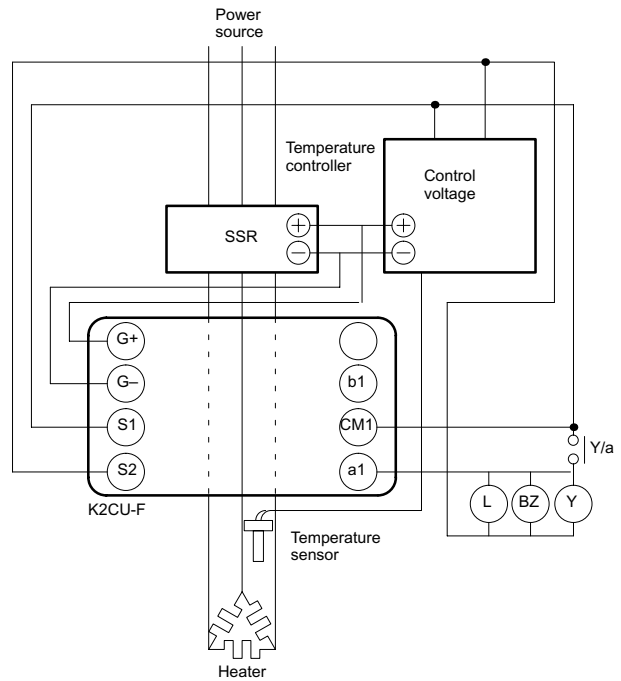 Power
source
Temperature
controller
Control
voltage
SSR
+
+
−
−
G+
G–
b1
S1
CM1
Y/a
S2
a1
L
BZ
Y
K2CU-F
Temperature
sensor
Heater